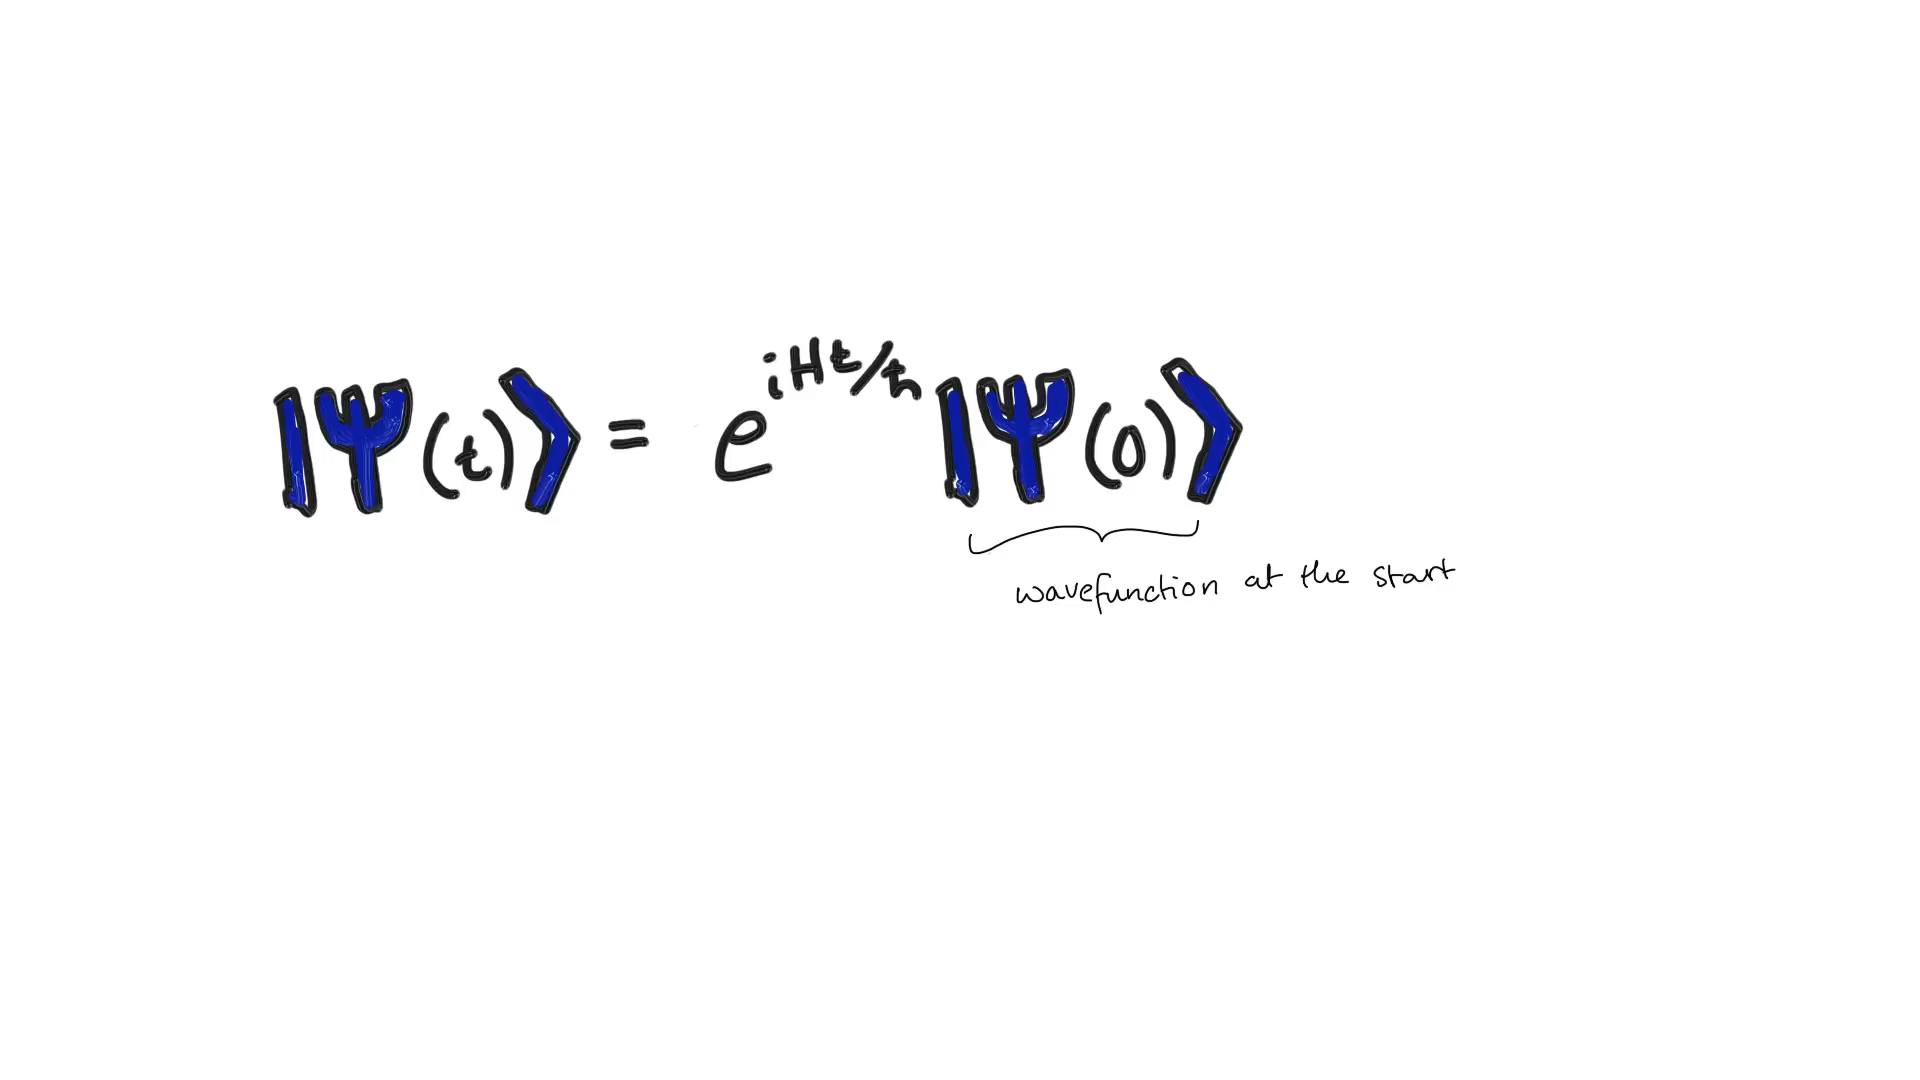 |Ψ(t)⟩ = e^{iHt/ħ} |Ψ(0)⟩
wavefunction at the start